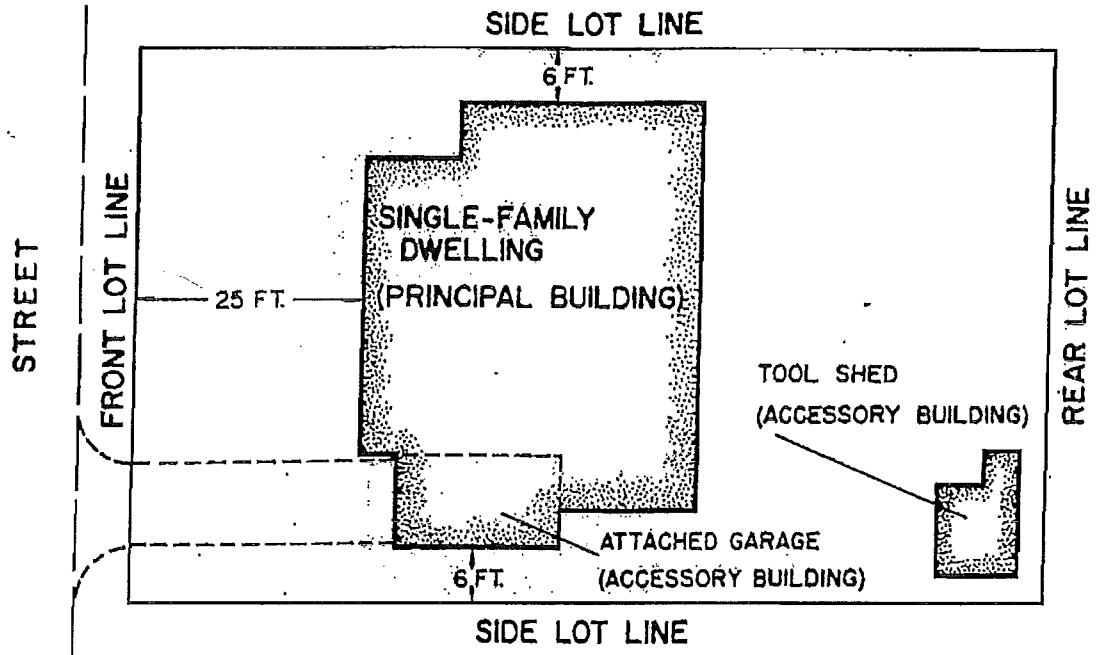 SIDE LOT LINE
6 FT.
STREET
FRONT LOT LINE
SINGLE-FAMILY
DWELLING
(PRINCIPAL BUILDING)
25 FT.
TOOL SHED
(ACCESSORY BUILDING)
REAR LOT LINE
ATTACHED GARAGE
(ACCESSORY BUILDING)
6 FT.
SIDE LOT LINE